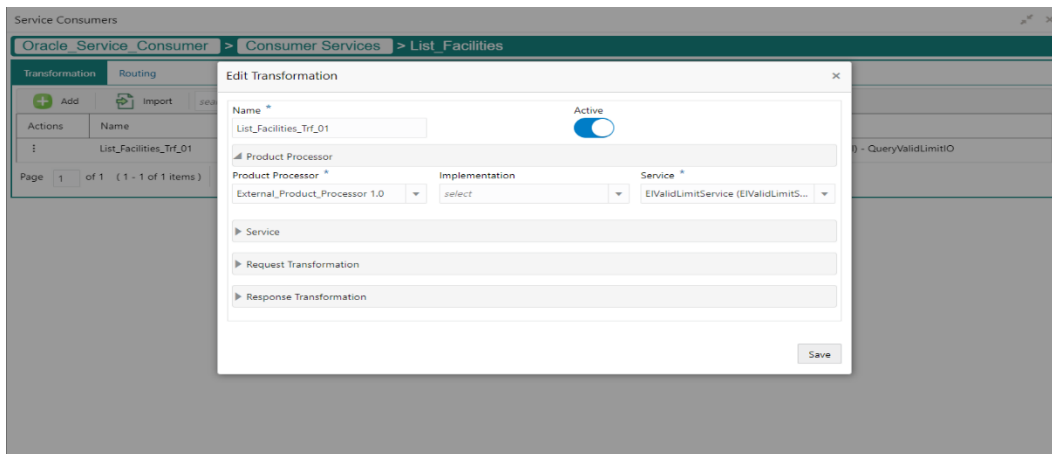 Service Consumers
Oracle_Service_Consumer > Consumer Services > List_Facilities
Transformation Routing
Edit Transformation
Add Import
Name * Active
Actions Name
List_Facilities_Trf_01
List_Facilities_Trf_01 - QueryValidLimitIO
Product Processor
Page 1 of 1 (1 - 1 of 1 items)
Product Processor * Implementation Service *
External_Product_Processor 1.0 select ElValidLimitService (ElValidLimitS...
Service
Request Transformation
Response Transformation
Save